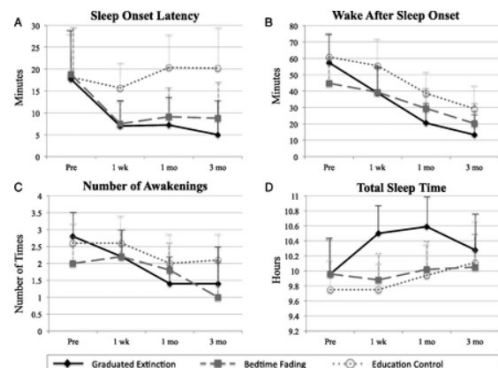 A Sleep Onset Latency
Minutes
30
25
20
15
10
5
0
Pre 1 wk 1 mo 3 mo
B Wake After Sleep Onset
Minutes
80
70
60
50
40
30
20
10
0
Pre 1 wk 1 mo 3 mo
C Number of Awakenings
Number of Times
4
3.5
3
2.5
2
1.5
1
0.5
0
Pre 1 wk 1 mo 3 mo
D Total Sleep Time
Hours
11
10.8
10.6
10.4
10.2
10
9.8
9.6
9.4
9.2
Pre 1 wk 1 mo 3 mo
Graduated Extinction Bedtime Fading Education Control